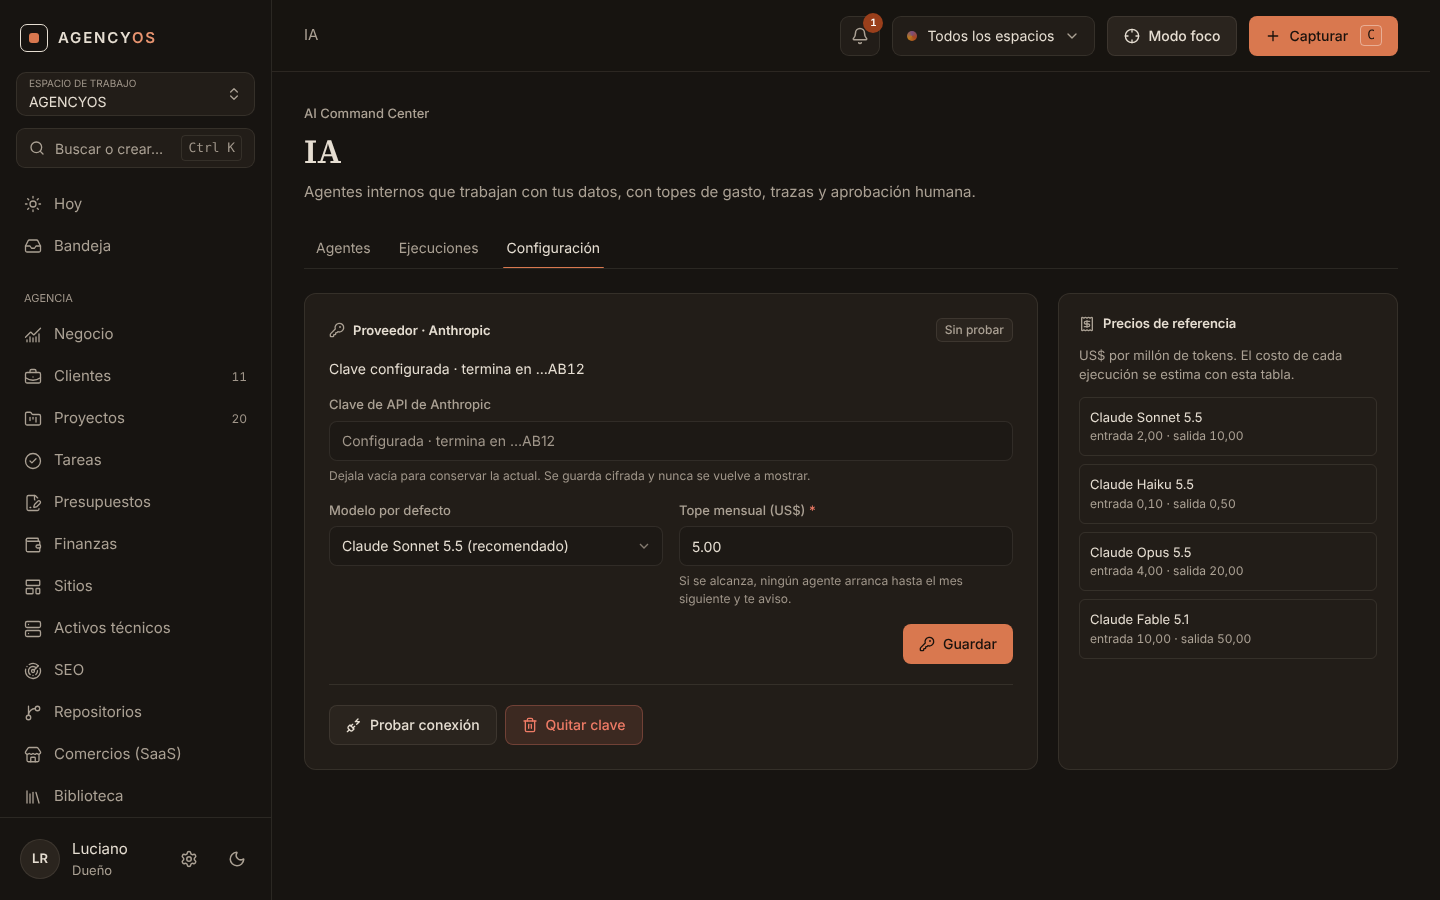 AGENCYOS
ESPACIO DE TRABAJO
AGENCYOS
Buscar o crear... Ctrl K
Hoy
Bandeja
AGENCIA
Negocio
Clientes 11
Proyectos 20
Tareas
Presupuestos
Finanzas
Sitios
Activos técnicos
SEO
Repositorios
Comercios (SaaS)
Biblioteca
LR
Luciano
Dueño
IA
1
Todos los espacios
Modo foco
Capturar C
AI Command Center
IA
Agentes internos que trabajan con tus datos, con topes de gasto, trazas y aprobación humana.
Agentes Ejecuciones Configuración
Proveedor · Anthropic Sin probar
Clave configurada · termina en ...AB12
Clave de API de Anthropic
Configurada · termina en ...AB12
Dejala vacía para conservar la actual. Se guarda cifrada y nunca se vuelve a mostrar.
Modelo por defecto
Claude Sonnet 5.5 (recomendado)
Tope mensual (US$) *
5.00
Si se alcanza, ningún agente arranca hasta el mes
siguiente y te aviso.
Guardar
Probar conexión
Quitar clave
Precios de referencia
US$ por millón de tokens. El costo de cada
ejecución se estima con esta tabla.
Claude Sonnet 5.5
entrada 2,00 · salida 10,00
Claude Haiku 5.5
entrada 0,10 · salida 0,50
Claude Opus 5.5
entrada 4,00 · salida 20,00
Claude Fable 5.1
entrada 10,00 · salida 50,00